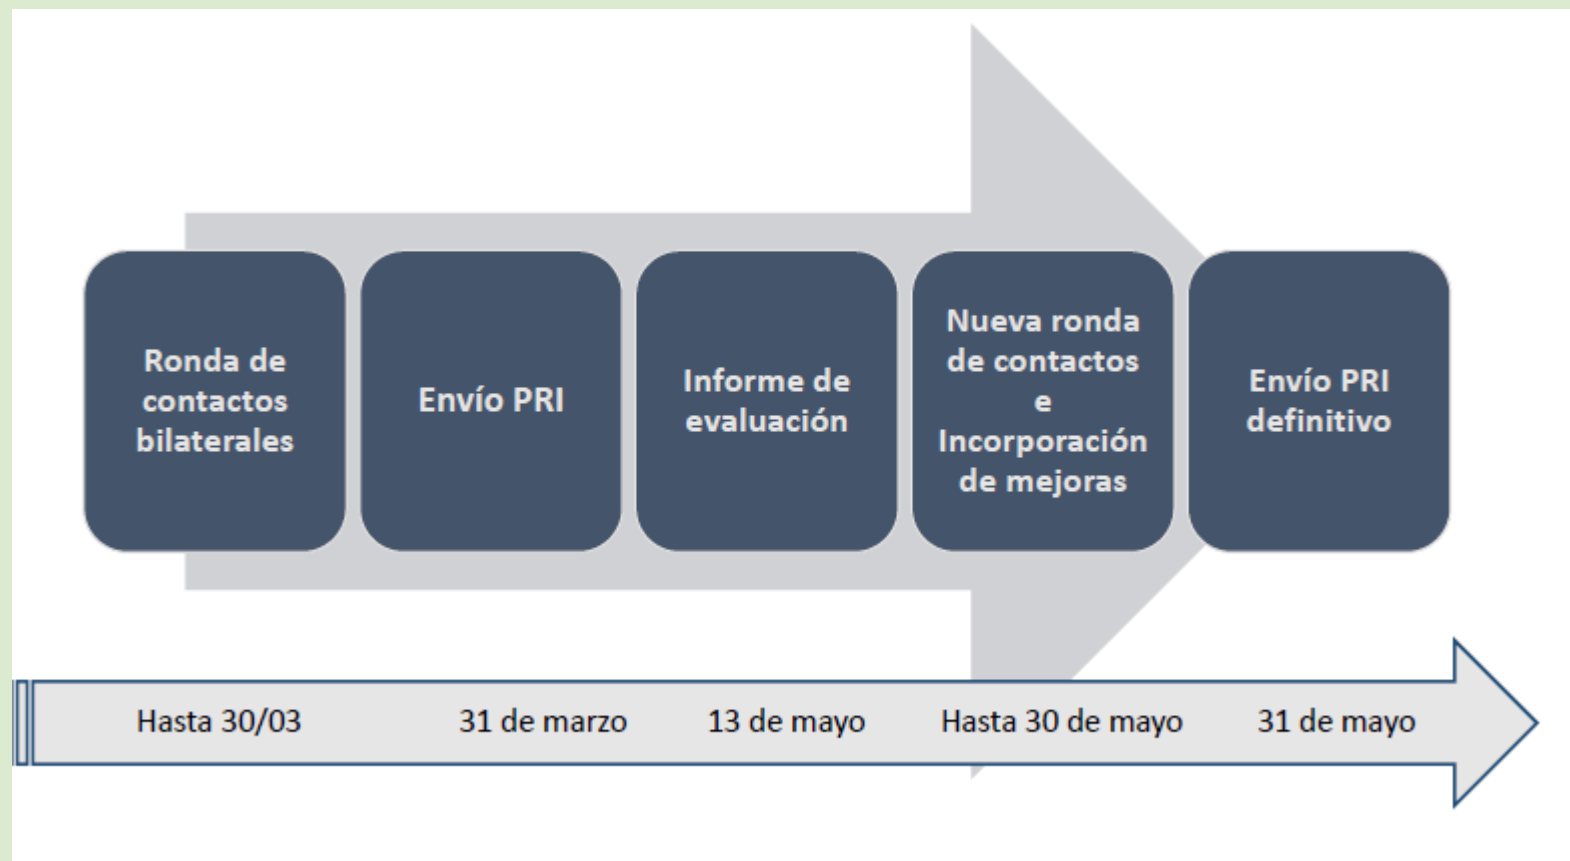 Ronda de
contactos
bilaterales
Envío PRI
Informe de
evaluación
Nueva ronda
de contactos
e
Incorporación
de mejoras
Envío PRI
definitivo
Hasta 30/03
31 de marzo
13 de mayo
Hasta 30 de mayo
31 de mayo